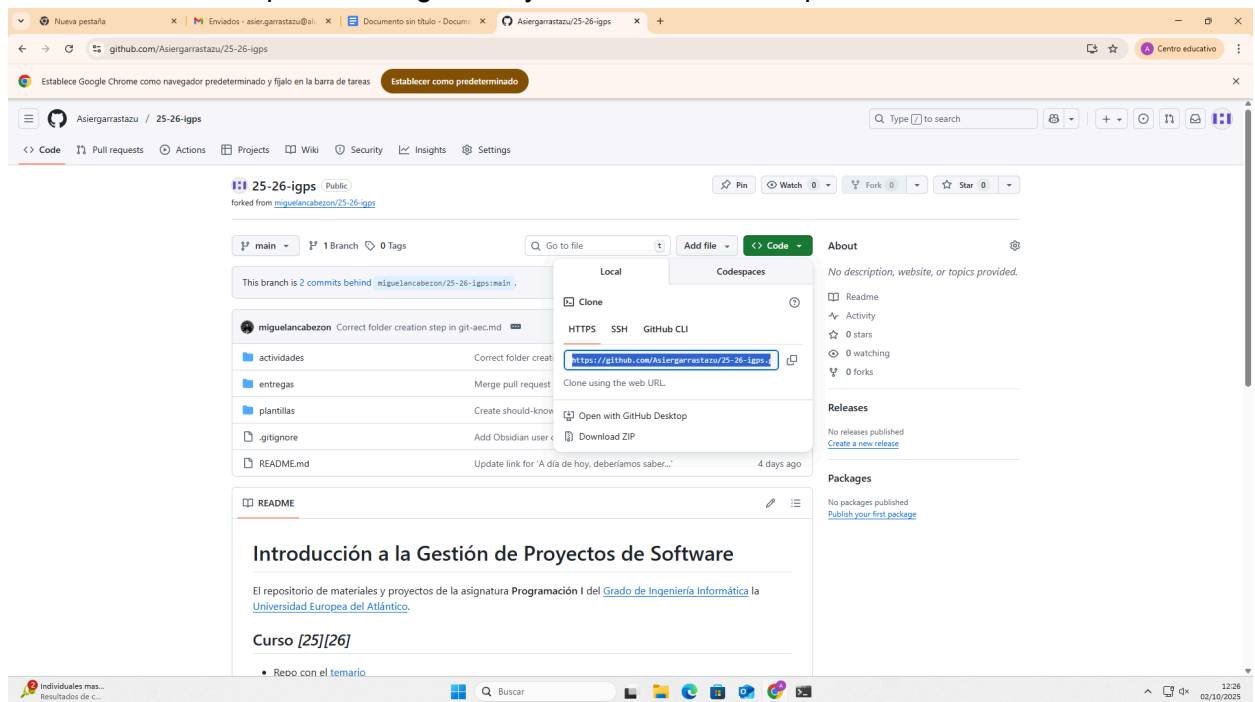 Nueva pestaña
Enviados - asier.garrastazu@al
Documento sin título - Docume
Asiergarrastazu/25-26-igps
github.com/Asiergarrastazu/25-26-igps
A Centro educativo
Establece Google Chrome como navegador predeterminado y fíjalo en la barra de tareas Establecer como predeterminado
Asiergarrastazu / 25-26-igps
Type / to search
<> Code Pull requests Actions Projects Wiki Security Insights Settings
25-26-igps Public
Pin Watch 0 Fork 0 Star 0
forked from miguelancabezon/25-26-igps
main 1 Branch 0 Tags Go to file t Add file <> Code
This branch is 2 commits behind miguelancabezon/25-26-igps:main .
miguelancabezon Correct folder creation step in git-aec.md
actividades Correct folder creat
entregas Merge pull request
plantillas Create should-know
.gitignore Add Obsidian user
README.md Update link for 'A día de hoy, deberíamos saber...' 4 days ago
Local Codespaces
Clone
HTTPS SSH GitHub CLI
https://github.com/Asiergarrastazu/25-26-igps.
Clone using the web URL.
Open with GitHub Desktop
Download ZIP
About
No description, website, or topics provided.
Readme
Activity
0 stars
0 watching
0 forks
Releases
No releases published
Create a new release
Packages
No packages published
Publish your first package
README
Introducción a la Gestión de Proyectos de Software
El repositorio de materiales y proyectos de la asignatura Programación I del Grado de Ingeniería Informática la
Universidad Europea del Atlántico.
Curso [25][26]
• Repo con el temario
2 Individuales mas...
Resultados de c...
Buscar
12:26
02/10/2025